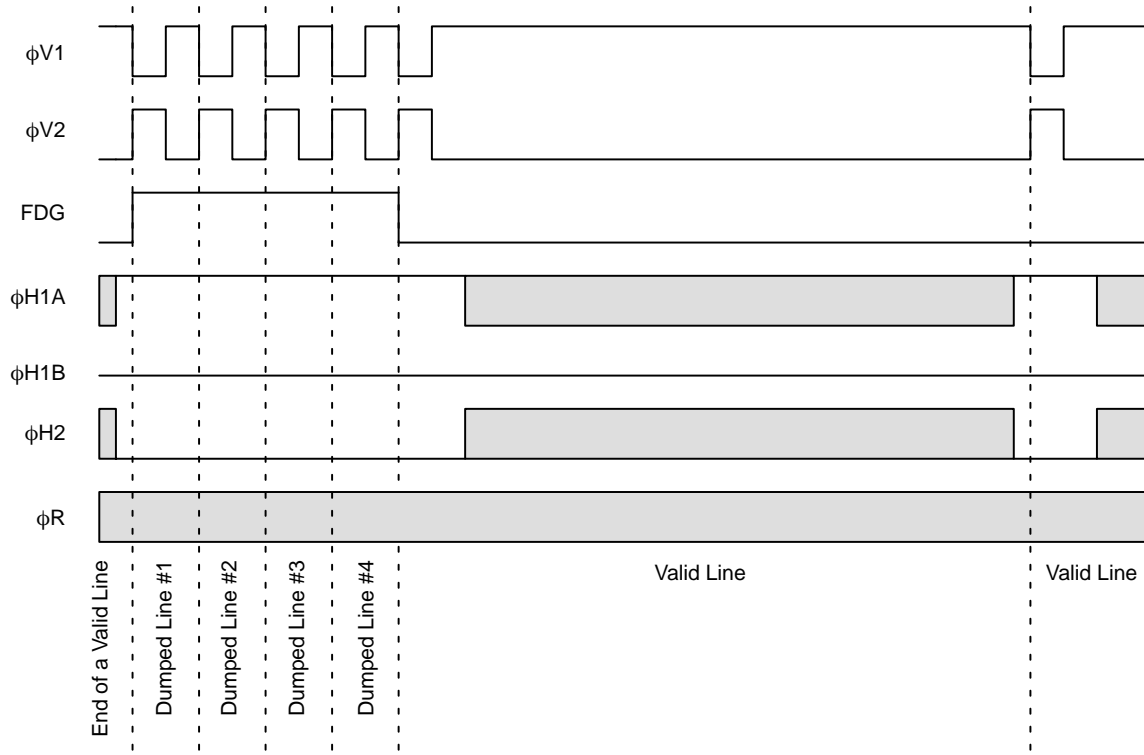 φV1
φV2
FDG
φH1A
φH1B
φH2
φR
End of a Valid Line
Dumped Line #1
Dumped Line #2
Dumped Line #3
Dumped Line #4
Valid Line
Valid Line